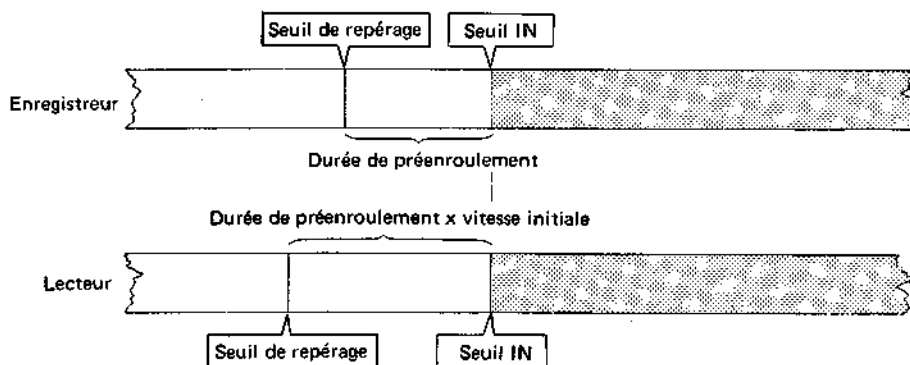 Seuil de repérage
Seuil IN
Enregistreur
Durée de préenroulement
Durée de préenroulement x vitesse initiale
Lecteur
Seuil de repérage
Seuil IN